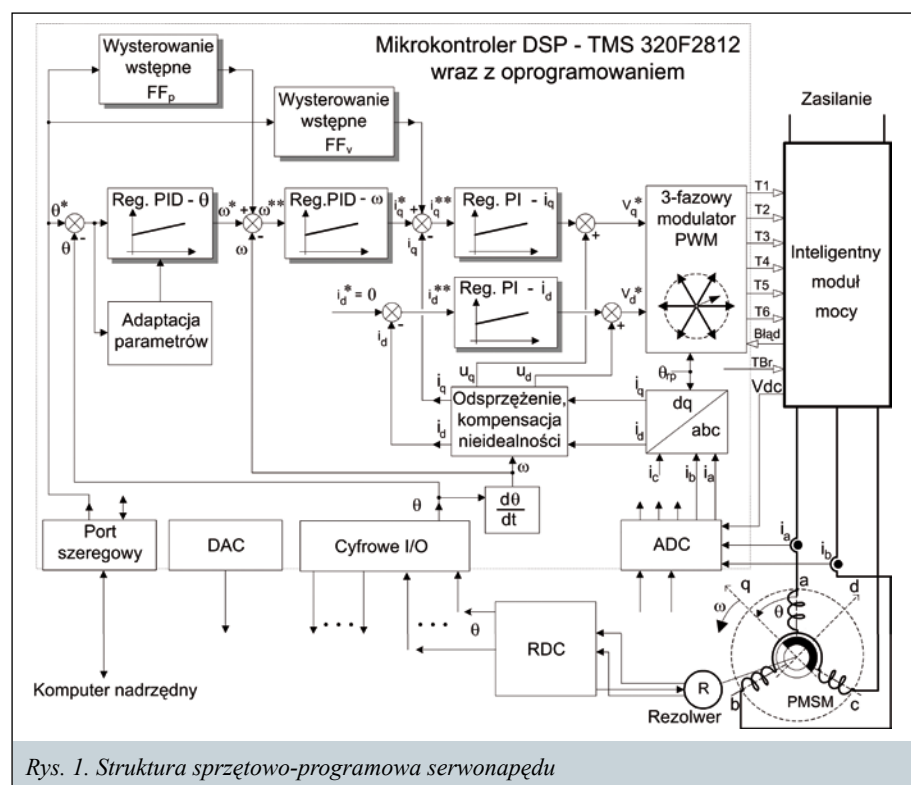 Mikrokontroler DSP - TMS 320F2812
wraz z oprogramowaniem
Wysterowanie
wstępne
FFp
Wysterowanie
wstępne
FFv
Zasilanie
θ*
θ
-
Reg. PID - θ
ω* +
ω**
-
ω
Reg.PID - ω
iq*
+
iq**
-
iq
Reg. PI - iq
+
Vq*
3-fazowy
modulator
PWM
T1
T2
T3
T4
T5
T6
Błąd
TBr
Vdc
Inteligentny
moduł
mocy
Adaptacja
parametrów
id* = 0
-
id
id**
Reg. PI - id
+
Vd*
uq
ud
θrp
iq
id
Odsprzężenie,
kompensacja
nieidealności
iq
id
dq
abc
ic
ib
ia
ω
θ
dθ
dt
Port
szeregowy
DAC
Cyfrowe I/O
ADC
ia
ib
Komputer nadrzędny
θ
RDC
R
Rezolwer
q
a
d
ω
θ
b
PMSM
c
Rys. 1. Struktura sprzętowo-programowa serwonapędu